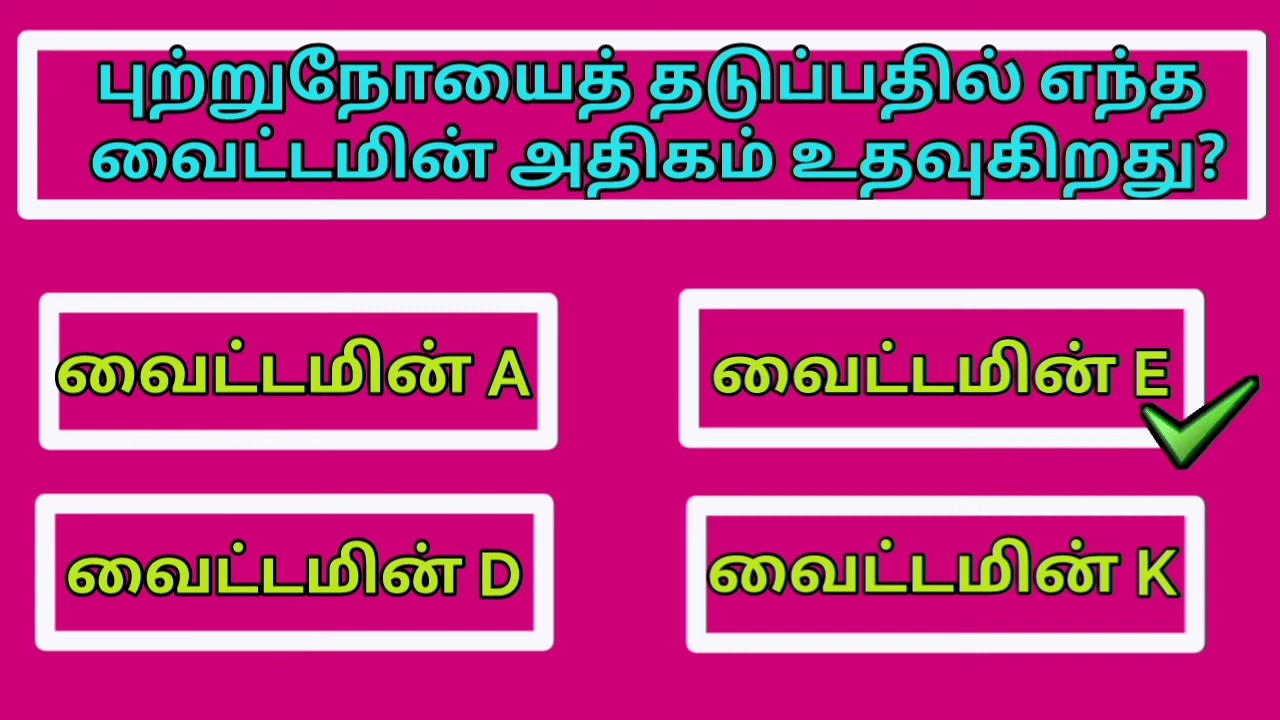 புற்றுநோயைத் தடுப்பதில் எந்த
வைட்டமின் அதிகம் உதவுகிறது?
வைட்டமின் A
வைட்டமின் E
வைட்டமின் D
வைட்டமின் K